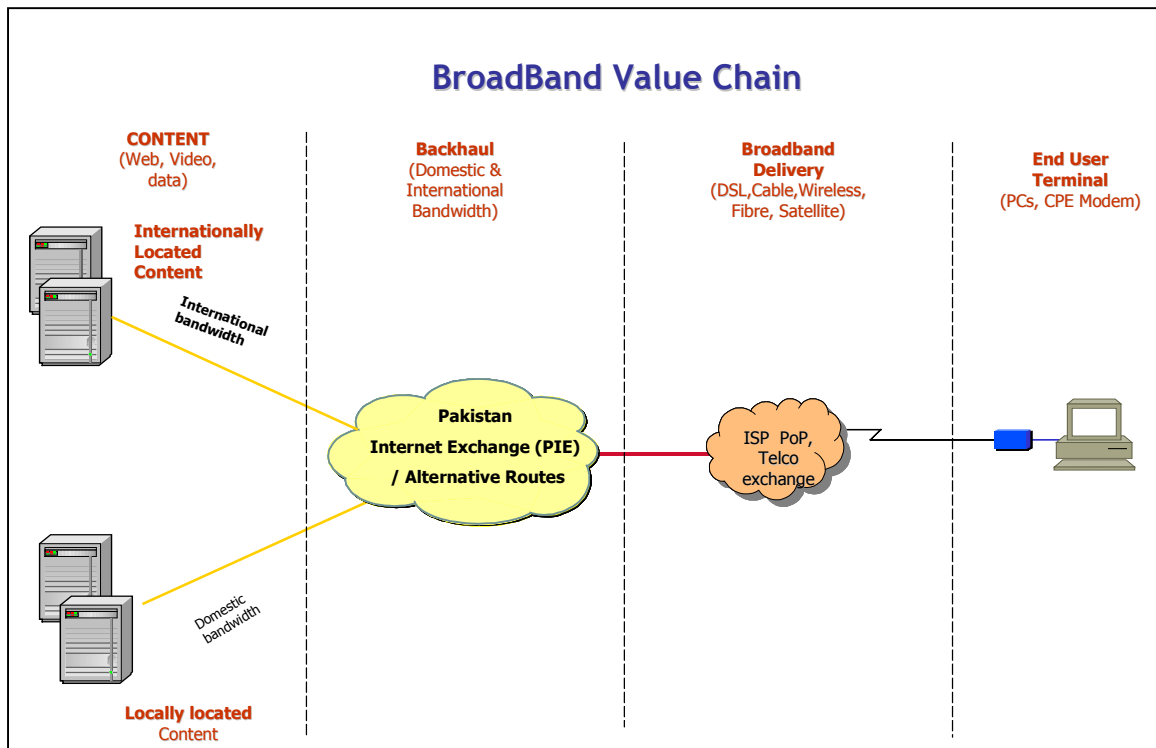 BroadBand Value Chain
CONTENT
(Web, Video,
data)
Backhaul
(Domestic &
International
Bandwidth)
Broadband
Delivery
(DSL,Cable,Wireless,
Fibre, Satellite)
End User
Terminal
(PCs, CPE Modem)
Internationally
Located
Content
International
bandwidth
Pakistan
Internet Exchange (PIE)
/ Alternative Routes
ISP PoP,
Telco
exchange
Domestic
bandwidth
Locally located
Content